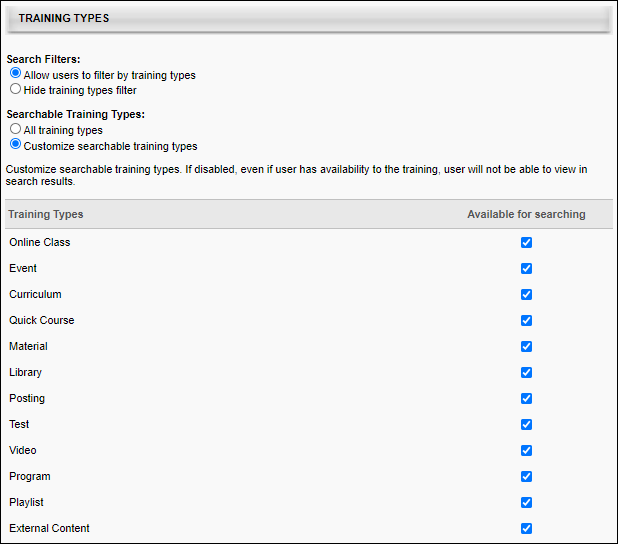 TRAINING TYPES
Search Filters:
Allow users to filter by training types
Hide training types filter
Searchable Training Types:
All training types
Customize searchable training types
Customize searchable training types. If disabled, even if user has availability to the training, user will not be able to view in
search results.
Training Types Available for searching
Online Class
Event
Curriculum
Quick Course
Material
Library
Posting
Test
Video
Program
Playlist
External Content